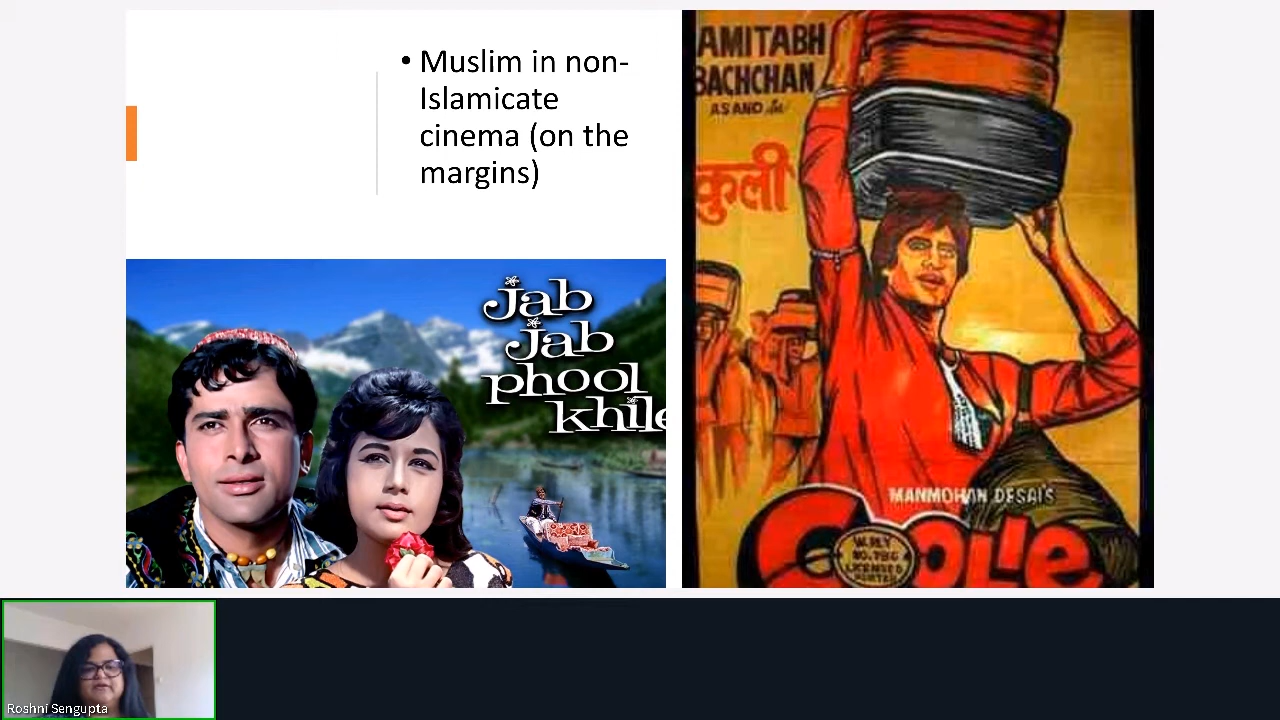 • Muslim in non-
Islamicate
cinema (on the
margins)
AMITABH
BACHCHAN
AS AND in
कुली
jab
jab
phool
khile
MANMOHAN DESAI'S
COOLIE
W.RLY
NO.786
LICENSED
PORTER
Roshni Sengupta